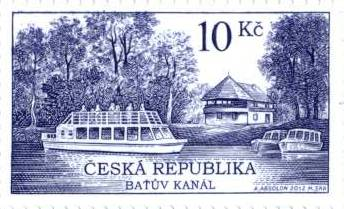 10 Kč
ČESKÁ REPUBLIKA
BAŤŮV KANÁL
A. ABSOLON 2012 M. SRB